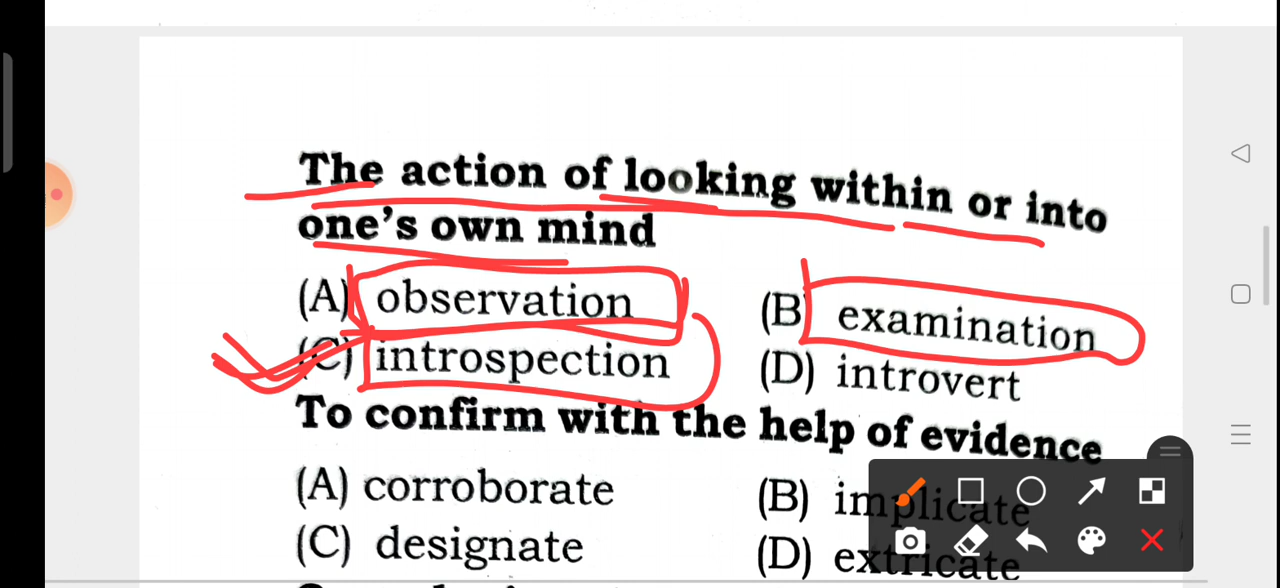 The action of looking within or into
one's own mind
(A) observation (B) examination
(C) introspection (D) introvert
To confirm with the help of evidence
(A) corroborate (B) implicate
(C) designate (D) extricate